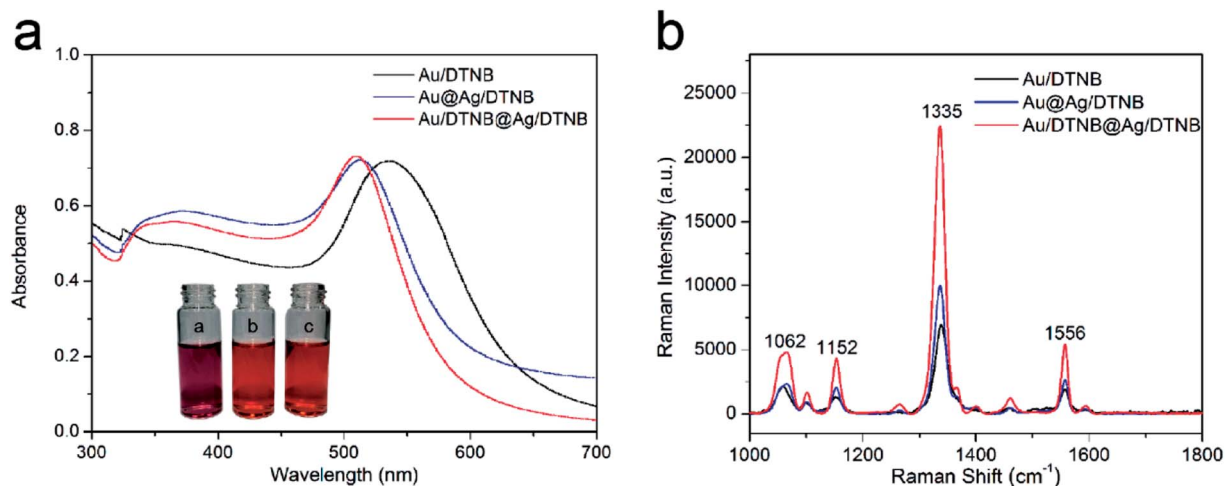 a
1.0
0.8
0.6
0.4
0.2
0.0
Absorbance
Au/DTNB
Au@Ag/DTNB
Au/DTNB@Ag/DTNB
a b c
300 400 500 600 700
Wavelength (nm)
b
25000
20000
15000
10000
5000
0
Raman Intensity (a.u.)
Au/DTNB
Au@Ag/DTNB
Au/DTNB@Ag/DTNB
1335
1062
1152
1556
1000 1200 1400 1600 1800
Raman Shift (cm⁻¹)